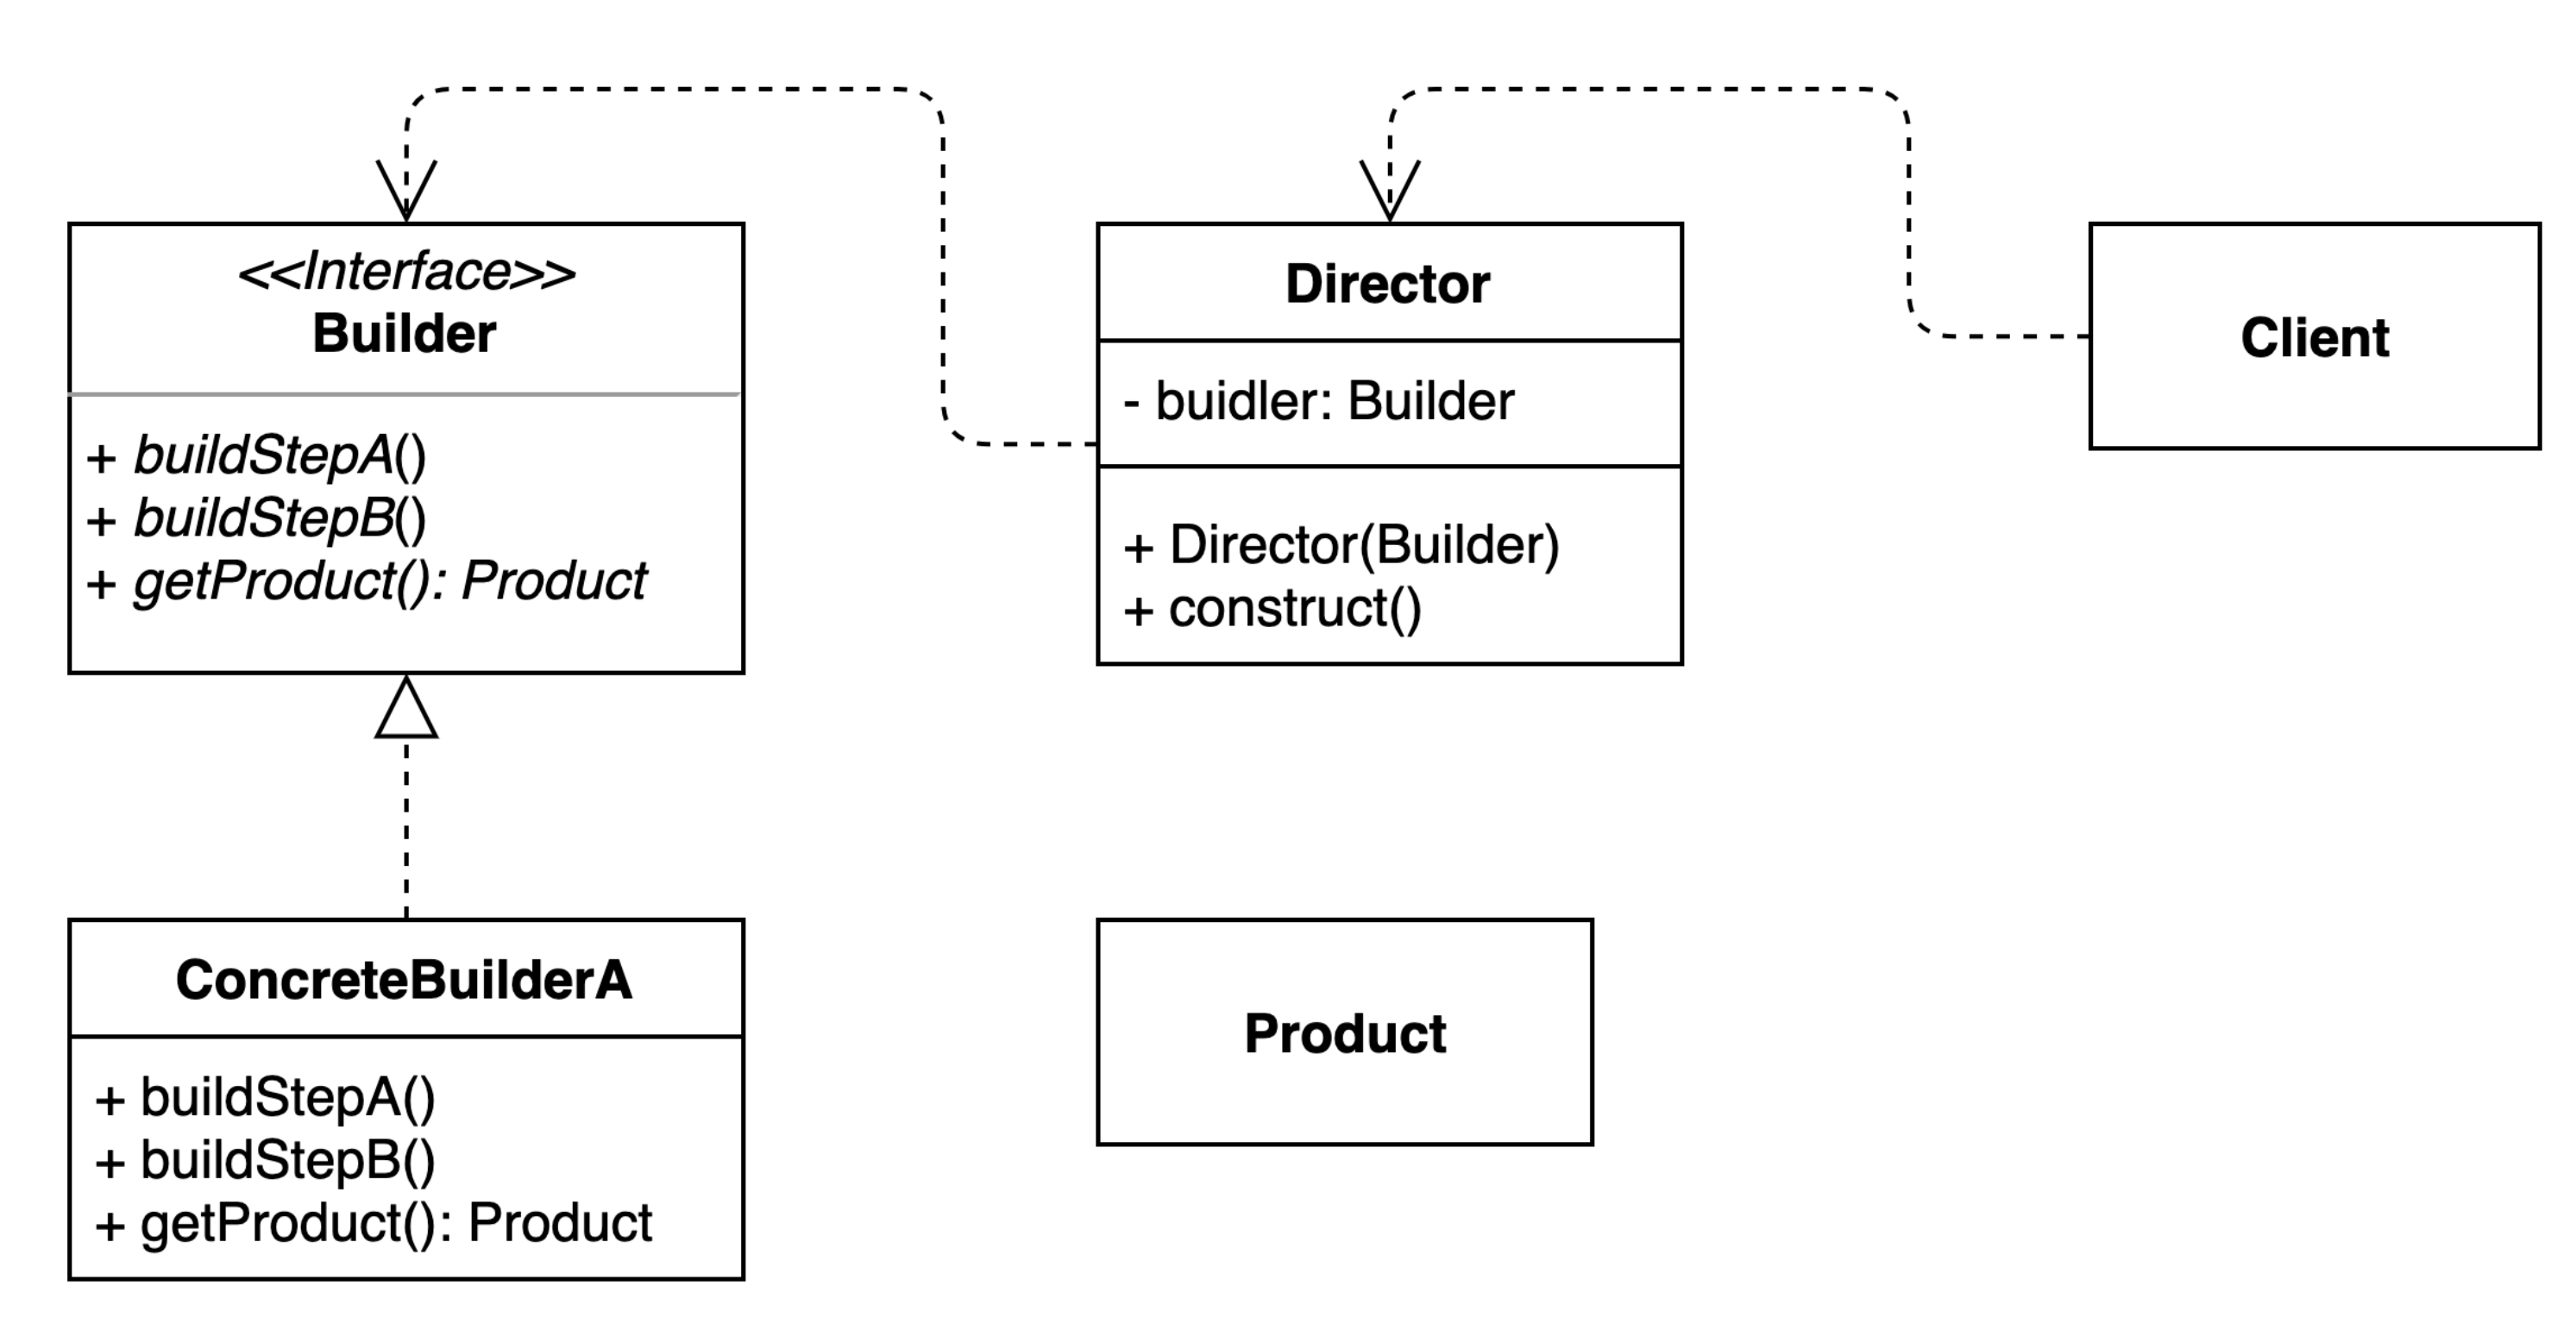 <<Interface>>
Builder
+ buildStepA()
+ buildStepB()
+ getProduct(): Product
Director
- buidler: Builder
+ Director(Builder)
+ construct()
Client
ConcreteBuilderA
+ buildStepA()
+ buildStepB()
+ getProduct(): Product
Product